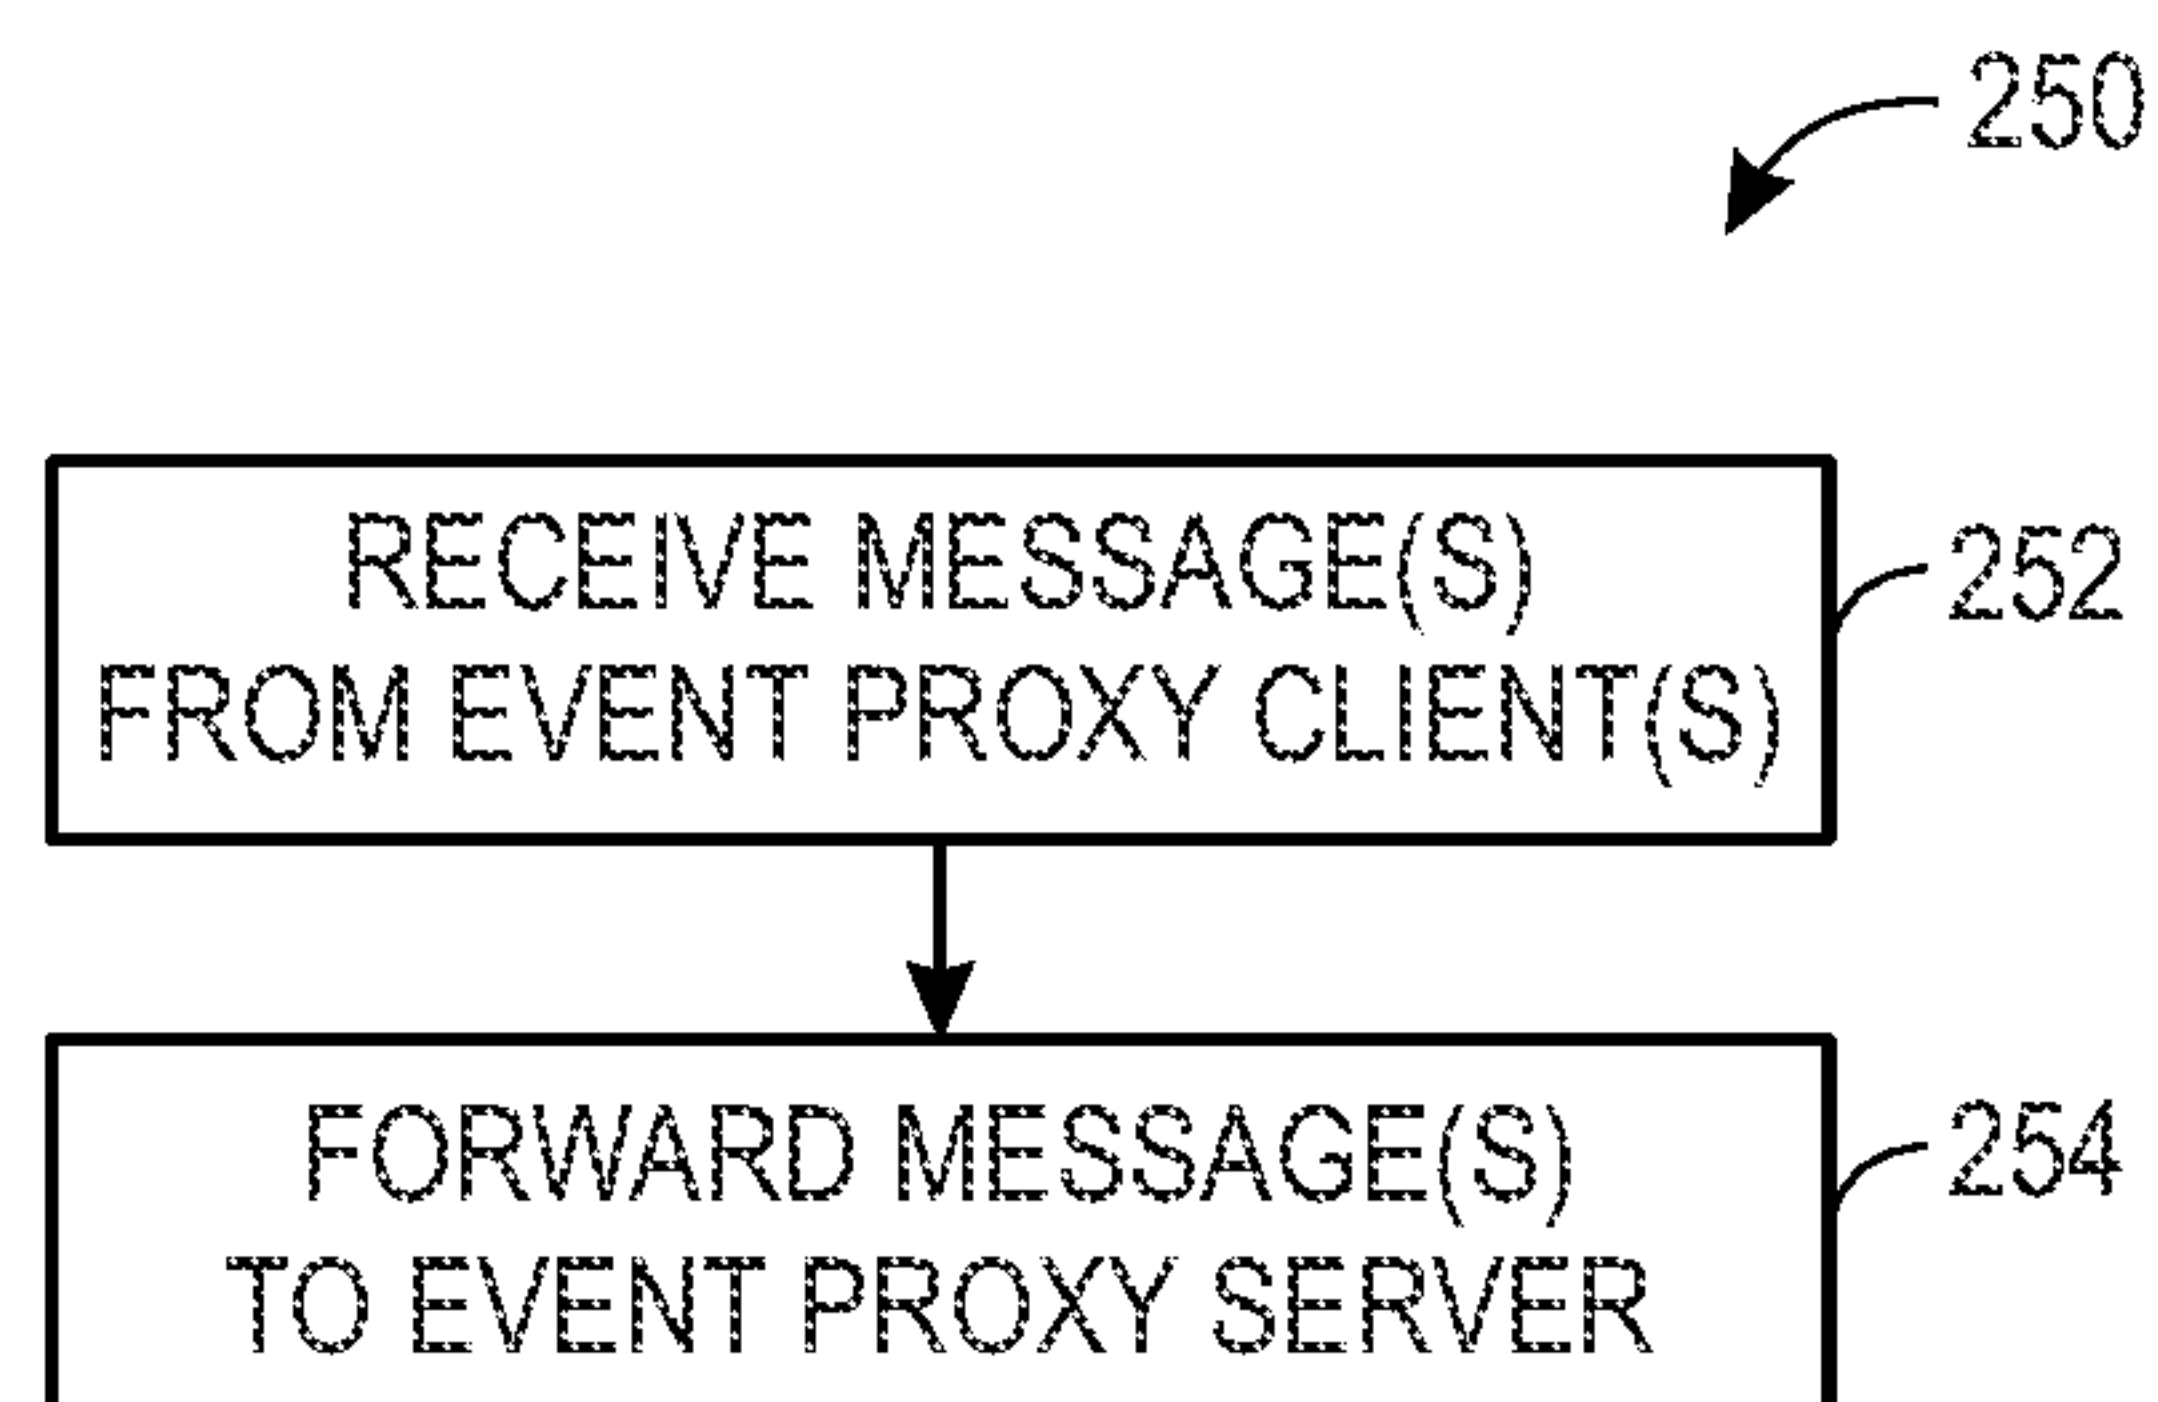 250
RECEIVE MESSAGE(S)
FROM EVENT PROXY CLIENT(S)
252
FORWARD MESSAGE(S)
TO EVENT PROXY SERVER
254